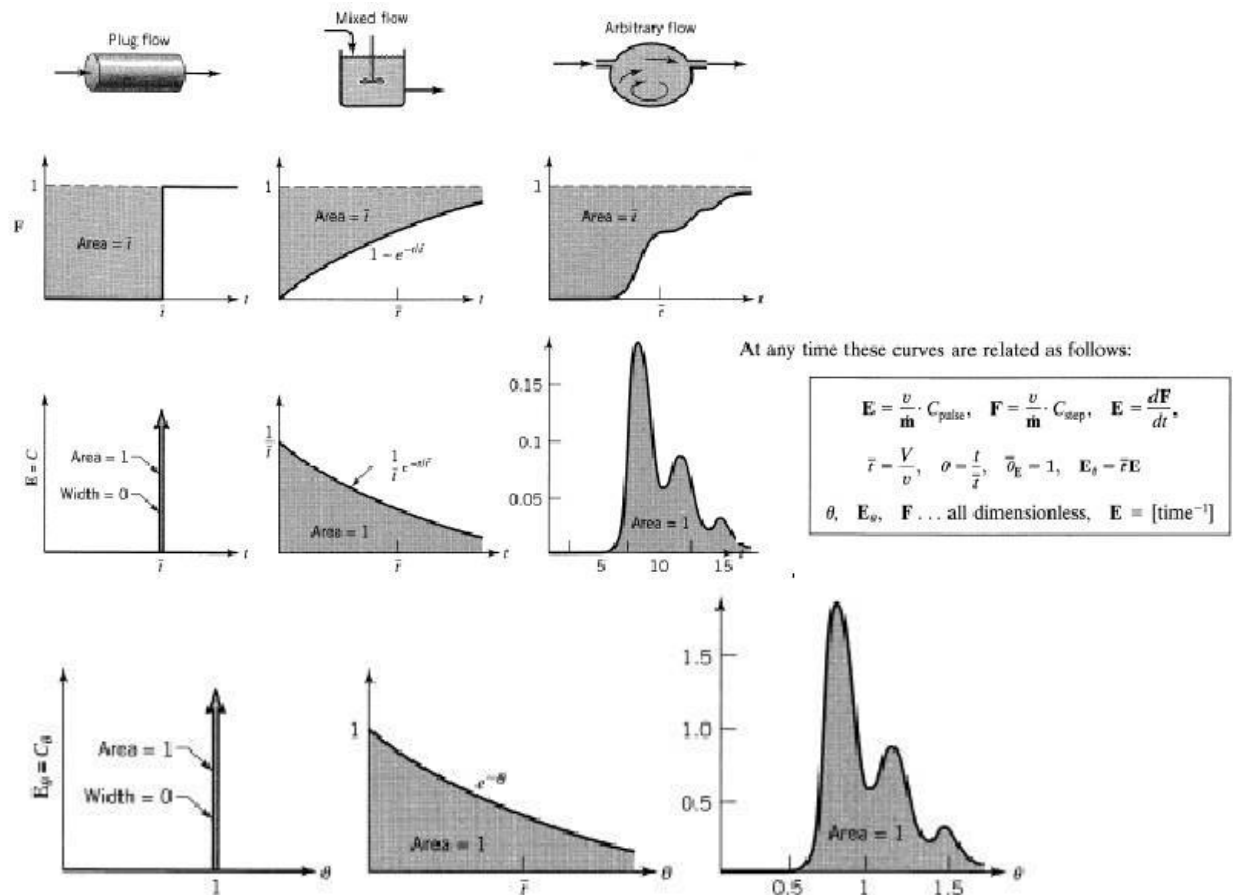 Plug flow
Mixed flow
Arbitrary flow
F
1
Area = t̄
t̄
t
1
Area = t̄
1 − e^−t/t̄
t̄
t
1
Area = t̄
t̄
t
E = C
Area = 1
Width = 0
t̄
t
1/t̄
1/t̄ e^−t/t̄
Area = 1
t̄
t
0.15
0.1
0.05
Area = 1
5 10 15
At any time these curves are related as follows:
E = v/ṁ · C_pulse, F = v/ṁ · C_step, E = dF/dt,
t̄ = V/v, θ = t/t̄, θ̄_E = 1, E_θ = t̄E
θ, E_θ, F . . . all dimensionless, E = [time⁻¹]
E_θ = C_θ
Area = 1
Width = 0
1
θ
1
e^−θ
Area = 1
t̄
θ
1.5
1.0
0.5
Area = 1
0.5 1 1.5 θ